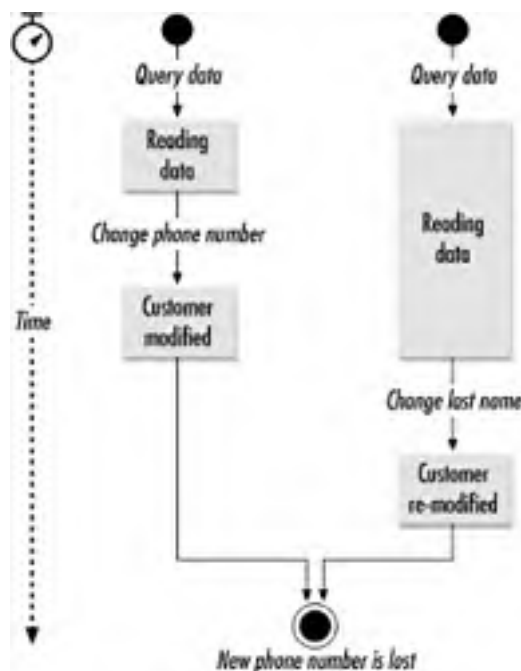 Query data
Query data
Reading
data
Reading
data
Change phone number
Time
Customer
modified
Change last name
Customer
re-modified
New phone number is lost